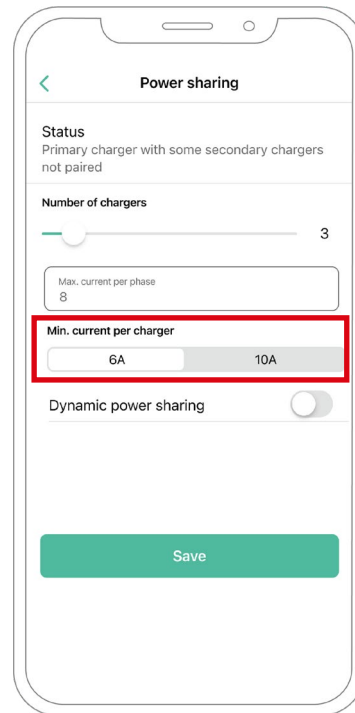 Power sharing
Status
Primary charger with some secondary chargers
not paired
Number of chargers
3
Max. current per phase
8
Min. current per charger
6A 10A
Dynamic power sharing
Save